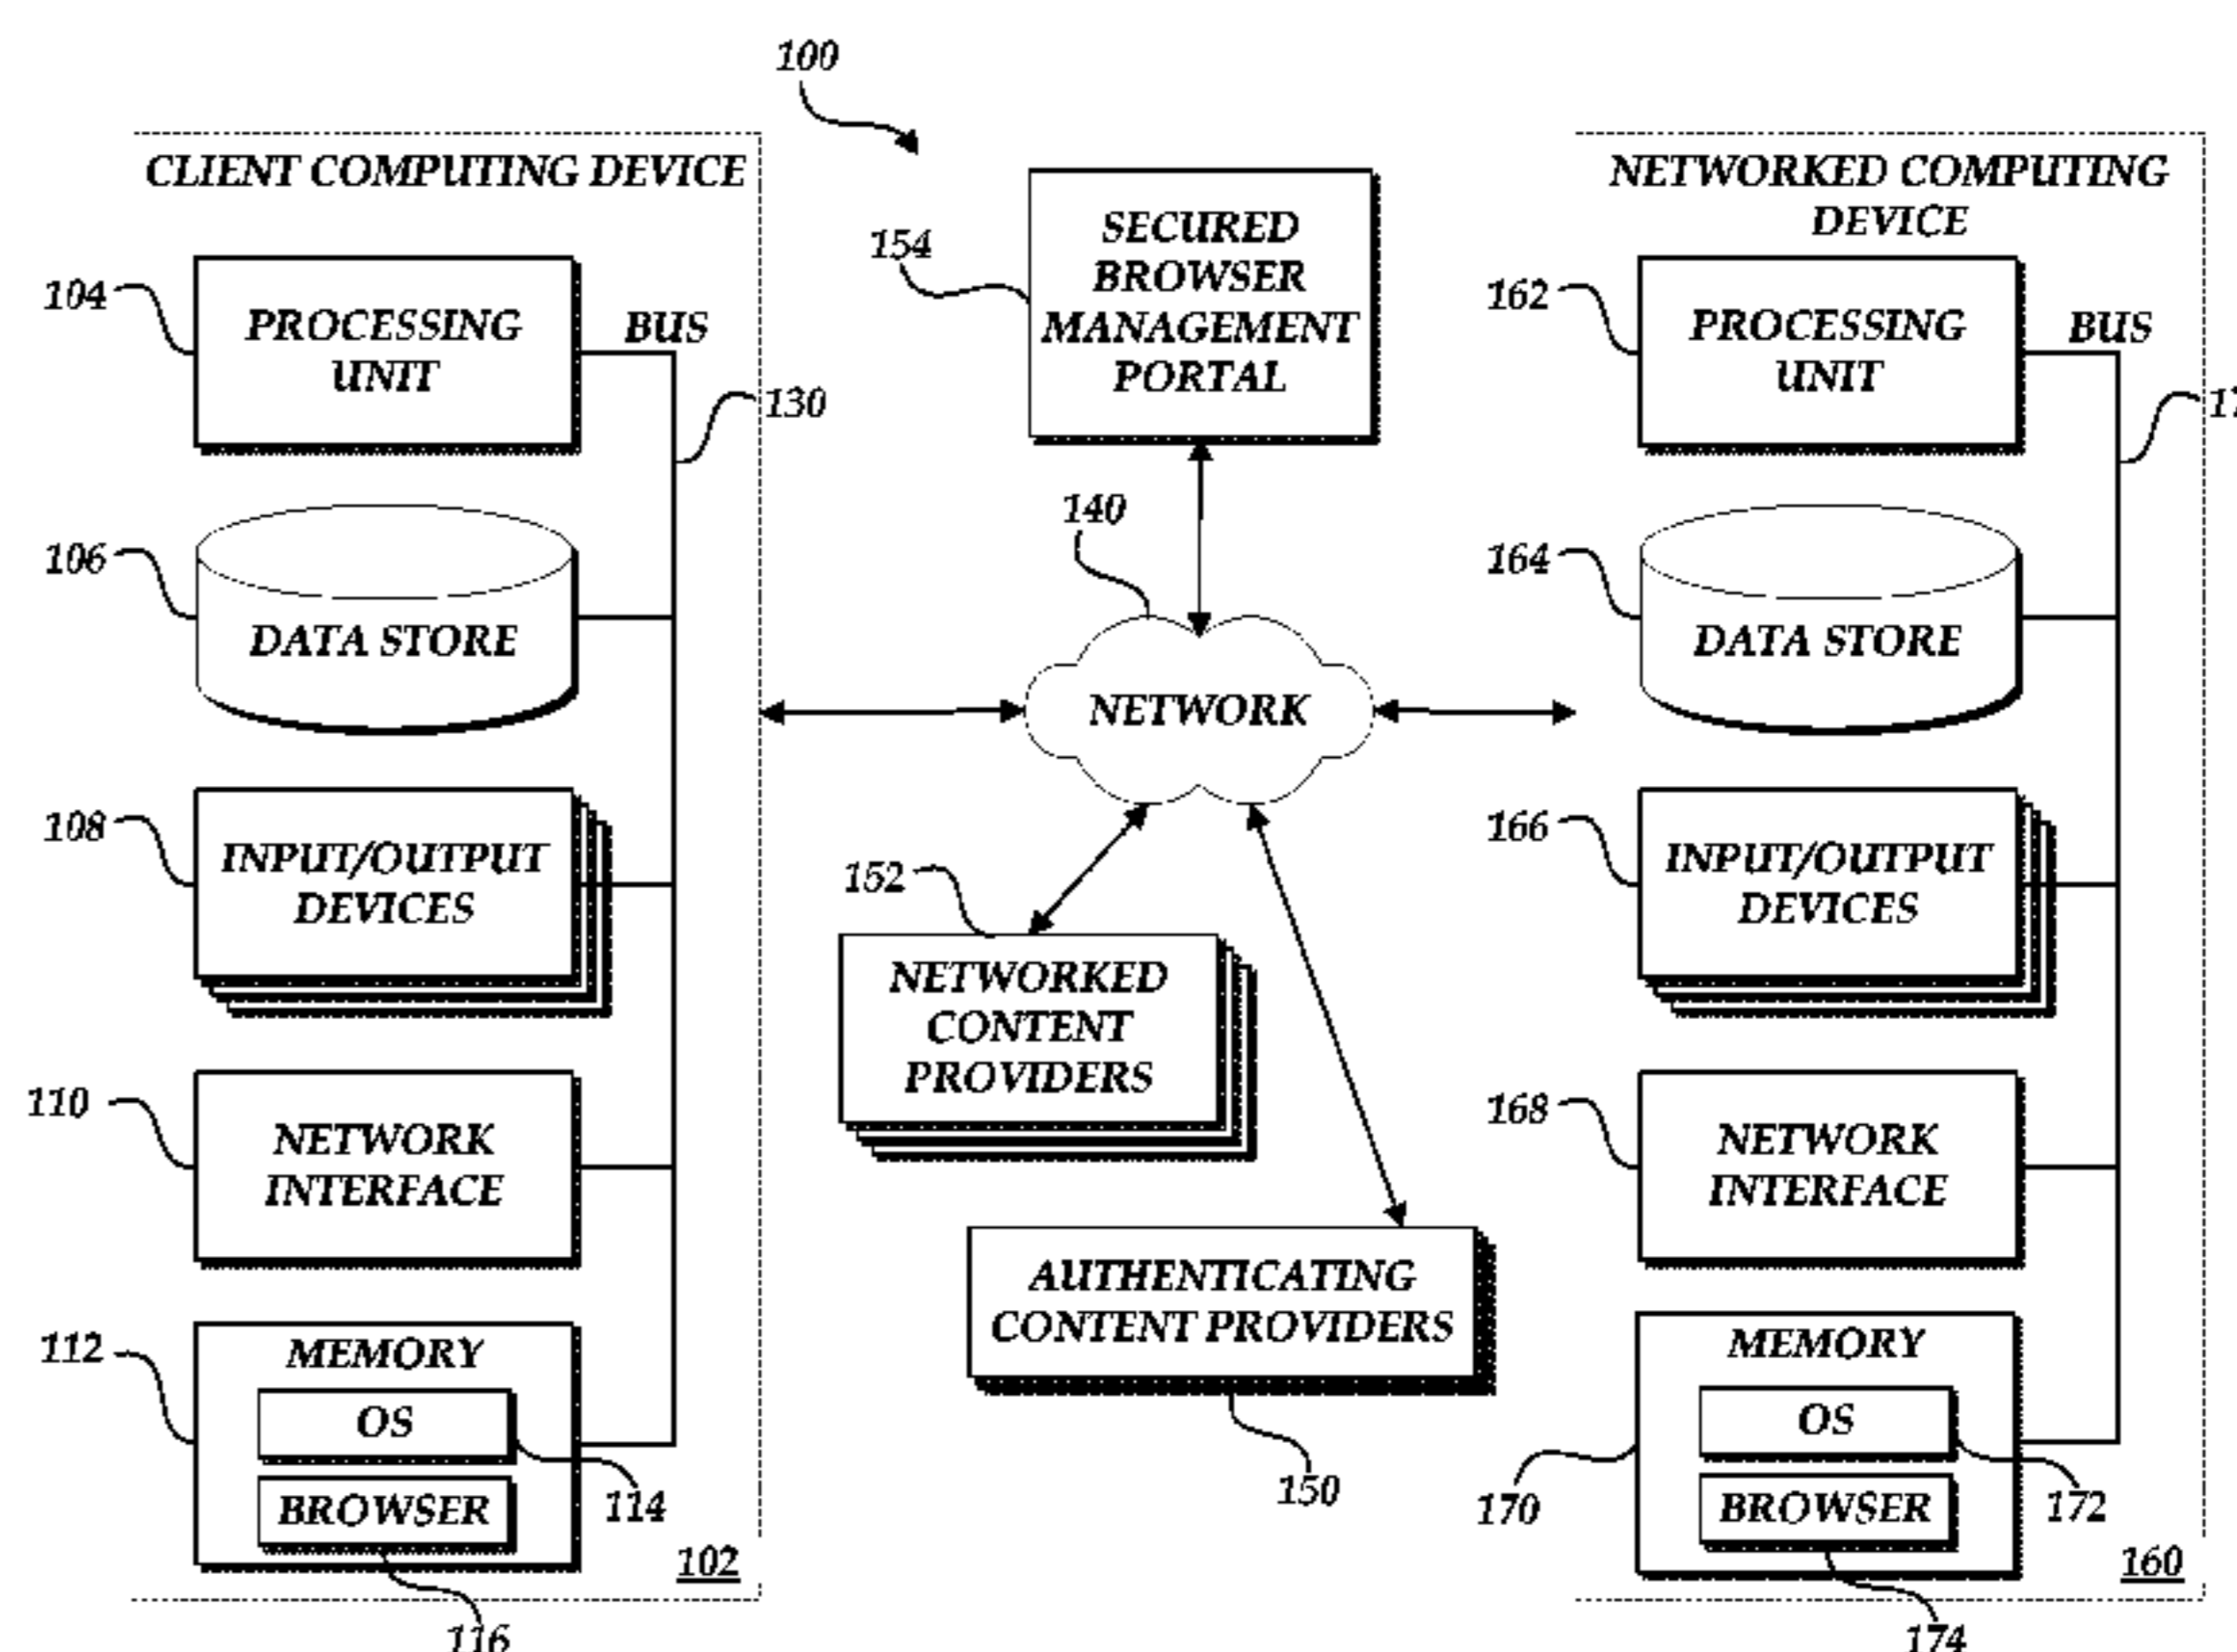 100
CLIENT COMPUTING DEVICE
104
PROCESSING
UNIT
BUS
130
106
DATA STORE
108
INPUT/OUTPUT
DEVICES
110
NETWORK
INTERFACE
112
MEMORY
OS
114
BROWSER
116
102
154
SECURED
BROWSER
MANAGEMENT
PORTAL
140
NETWORK
152
NETWORKED
CONTENT
PROVIDERS
AUTHENTICATING
CONTENT PROVIDERS
150
NETWORKED COMPUTING
DEVICE
162
PROCESSING
UNIT
BUS
164
DATA STORE
166
INPUT/OUTPUT
DEVICES
168
NETWORK
INTERFACE
170
MEMORY
OS
172
BROWSER
174
160